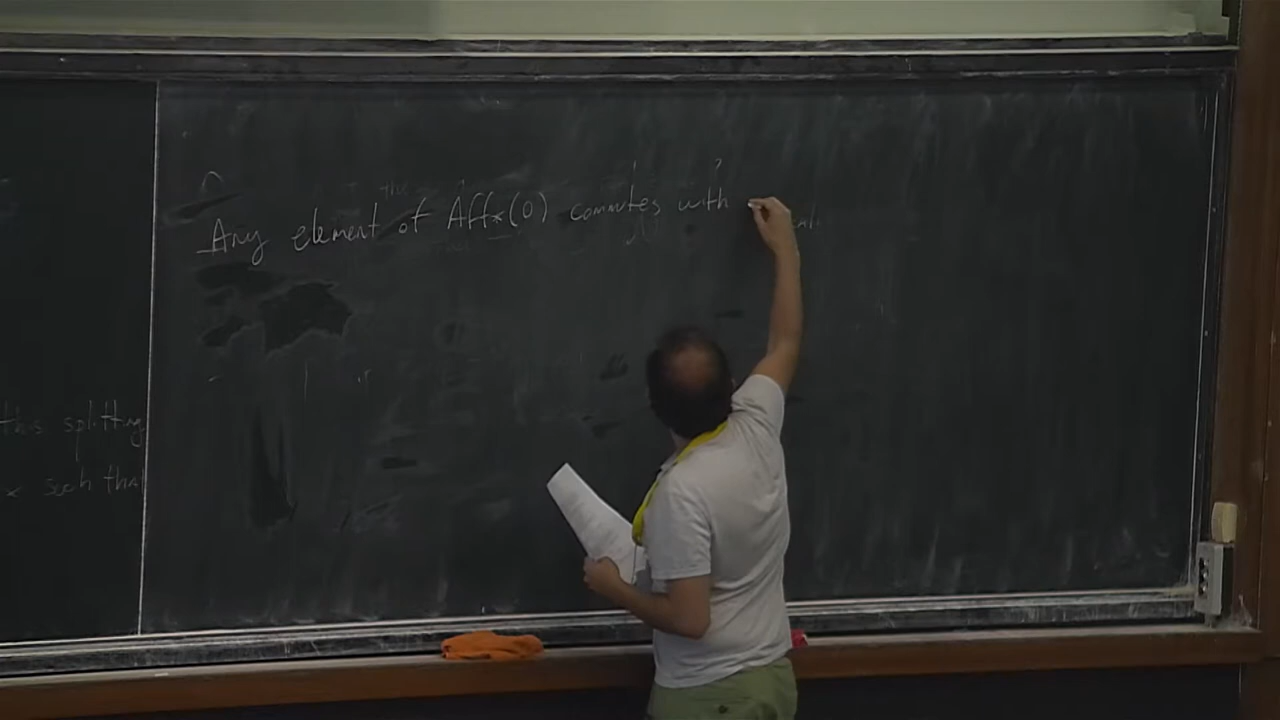 this splitting
x such that
Any element of Aff*(0) commutes with